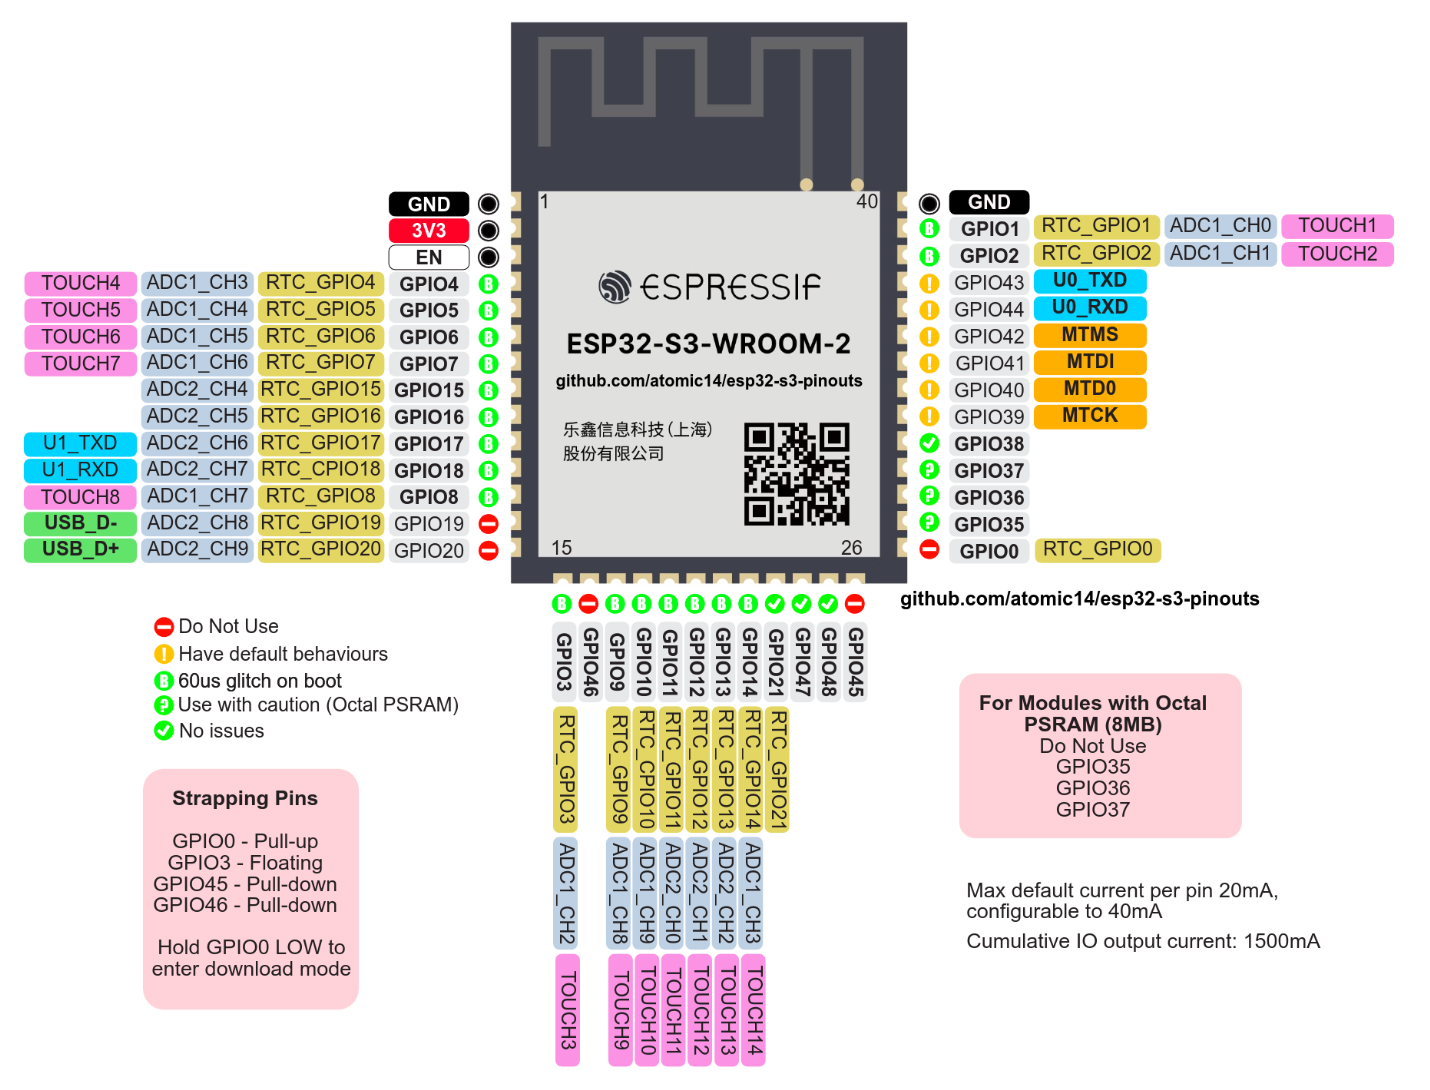 1
40
GND
3V3
EN
TOUCH4 ADC1_CH3 RTC_GPIO4 GPIO4 B
TOUCH5 ADC1_CH4 RTC_GPIO5 GPIO5 B
TOUCH6 ADC1_CH5 RTC_GPIO6 GPIO6 B
TOUCH7 ADC1_CH6 RTC_GPIO7 GPIO7 B
ADC2_CH4 RTC_GPIO15 GPIO15 B
ADC2_CH5 RTC_GPIO16 GPIO16 B
U1_TXD ADC2_CH6 RTC_GPIO17 GPIO17 B
U1_RXD ADC2_CH7 RTC_CPIO18 GPIO18 B
TOUCH8 ADC1_CH7 RTC_GPIO8 GPIO8 B
USB_D- ADC2_CH8 RTC_GPIO19 GPIO19
USB_D+ ADC2_CH9 RTC_GPIO20 GPIO20
ESPRESSIF
ESP32-S3-WROOM-2
github.com/atomic14/esp32-s3-pinouts
乐鑫信息科技(上海)
股份有限公司
15
26
GND
B GPIO1 RTC_GPIO1 ADC1_CH0 TOUCH1
B GPIO2 RTC_GPIO2 ADC1_CH1 TOUCH2
! GPIO43 U0_TXD
! GPIO44 U0_RXD
! GPIO42 MTMS
! GPIO41 MTDI
! GPIO40 MTD0
! GPIO39 MTCK
GPIO38
? GPIO37
? GPIO36
? GPIO35
GPIO0 RTC_GPIO0
github.com/atomic14/esp32-s3-pinouts
B GPIO3 RTC_GPIO3 ADC1_CH2 TOUCH3
GPIO46
B GPIO9 RTC_GPIO9 ADC1_CH8 TOUCH9
B GPIO10 RTC_CPIO10 ADC1_CH9 TOUCH10
B GPIO11 RTC_GPIO11 ADC2_CH0 TOUCH11
B GPIO12 RTC_GPIO12 ADC2_CH1 TOUCH12
B GPIO13 RTC_GPIO13 ADC2_CH2 TOUCH13
B GPIO14 RTC_GPIO14 ADC1_CH3 TOUCH14
GPIO21 RTC_GPIO21
GPIO47
GPIO48
GPIO45
Do Not Use
! Have default behaviours
B 60us glitch on boot
? Use with caution (Octal PSRAM)
No issues
Strapping Pins
GPIO0 - Pull-up
GPIO3 - Floating
GPIO45 - Pull-down
GPIO46 - Pull-down
Hold GPIO0 LOW to
enter download mode
For Modules with Octal
PSRAM (8MB)
Do Not Use
GPIO35
GPIO36
GPIO37
Max default current per pin 20mA,
configurable to 40mA
Cumulative IO output current: 1500mA